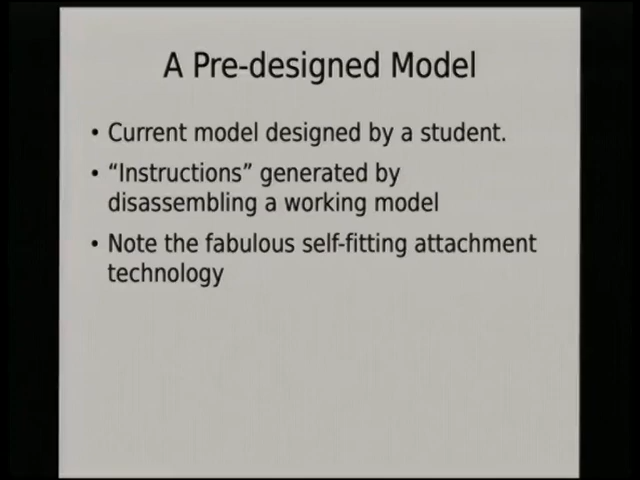 A Pre-designed Model
• Current model designed by a student.
• “Instructions” generated by
disassembling a working model
• Note the fabulous self-fitting attachment
technology